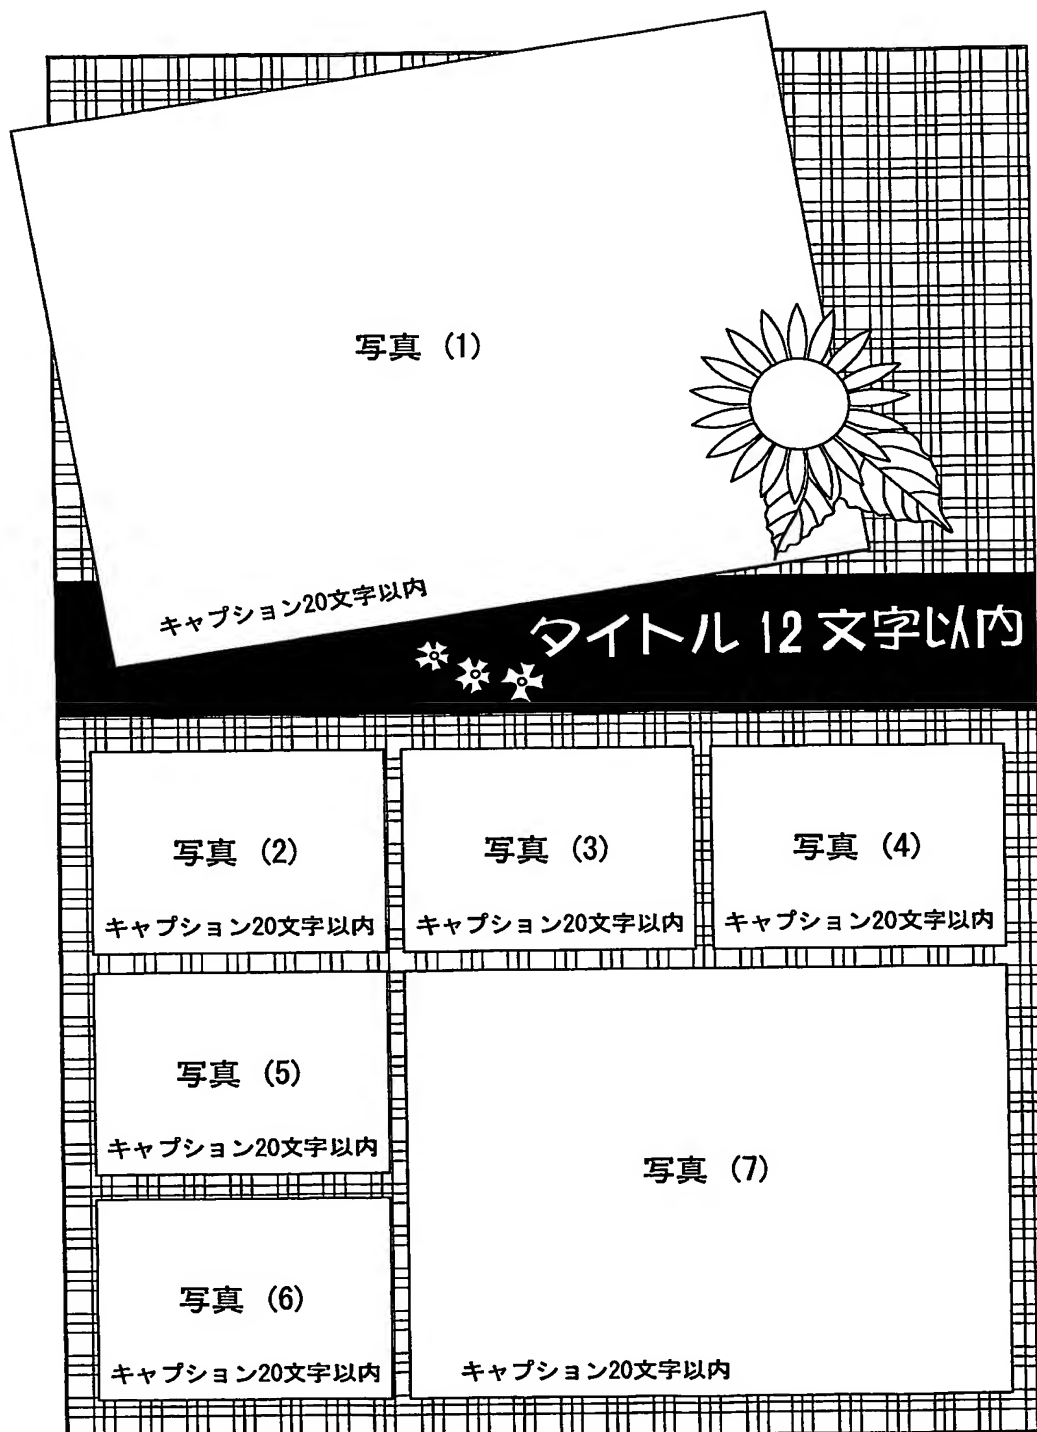 写真 (1)
キャプション20文字以内
タイトル 12 文字以内
写真 (2)
キャプション20文字以内
写真 (3)
キャプション20文字以内
写真 (4)
キャプション20文字以内
写真 (5)
キャプション20文字以内
写真 (6)
キャプション20文字以内
写真 (7)
キャプション20文字以内